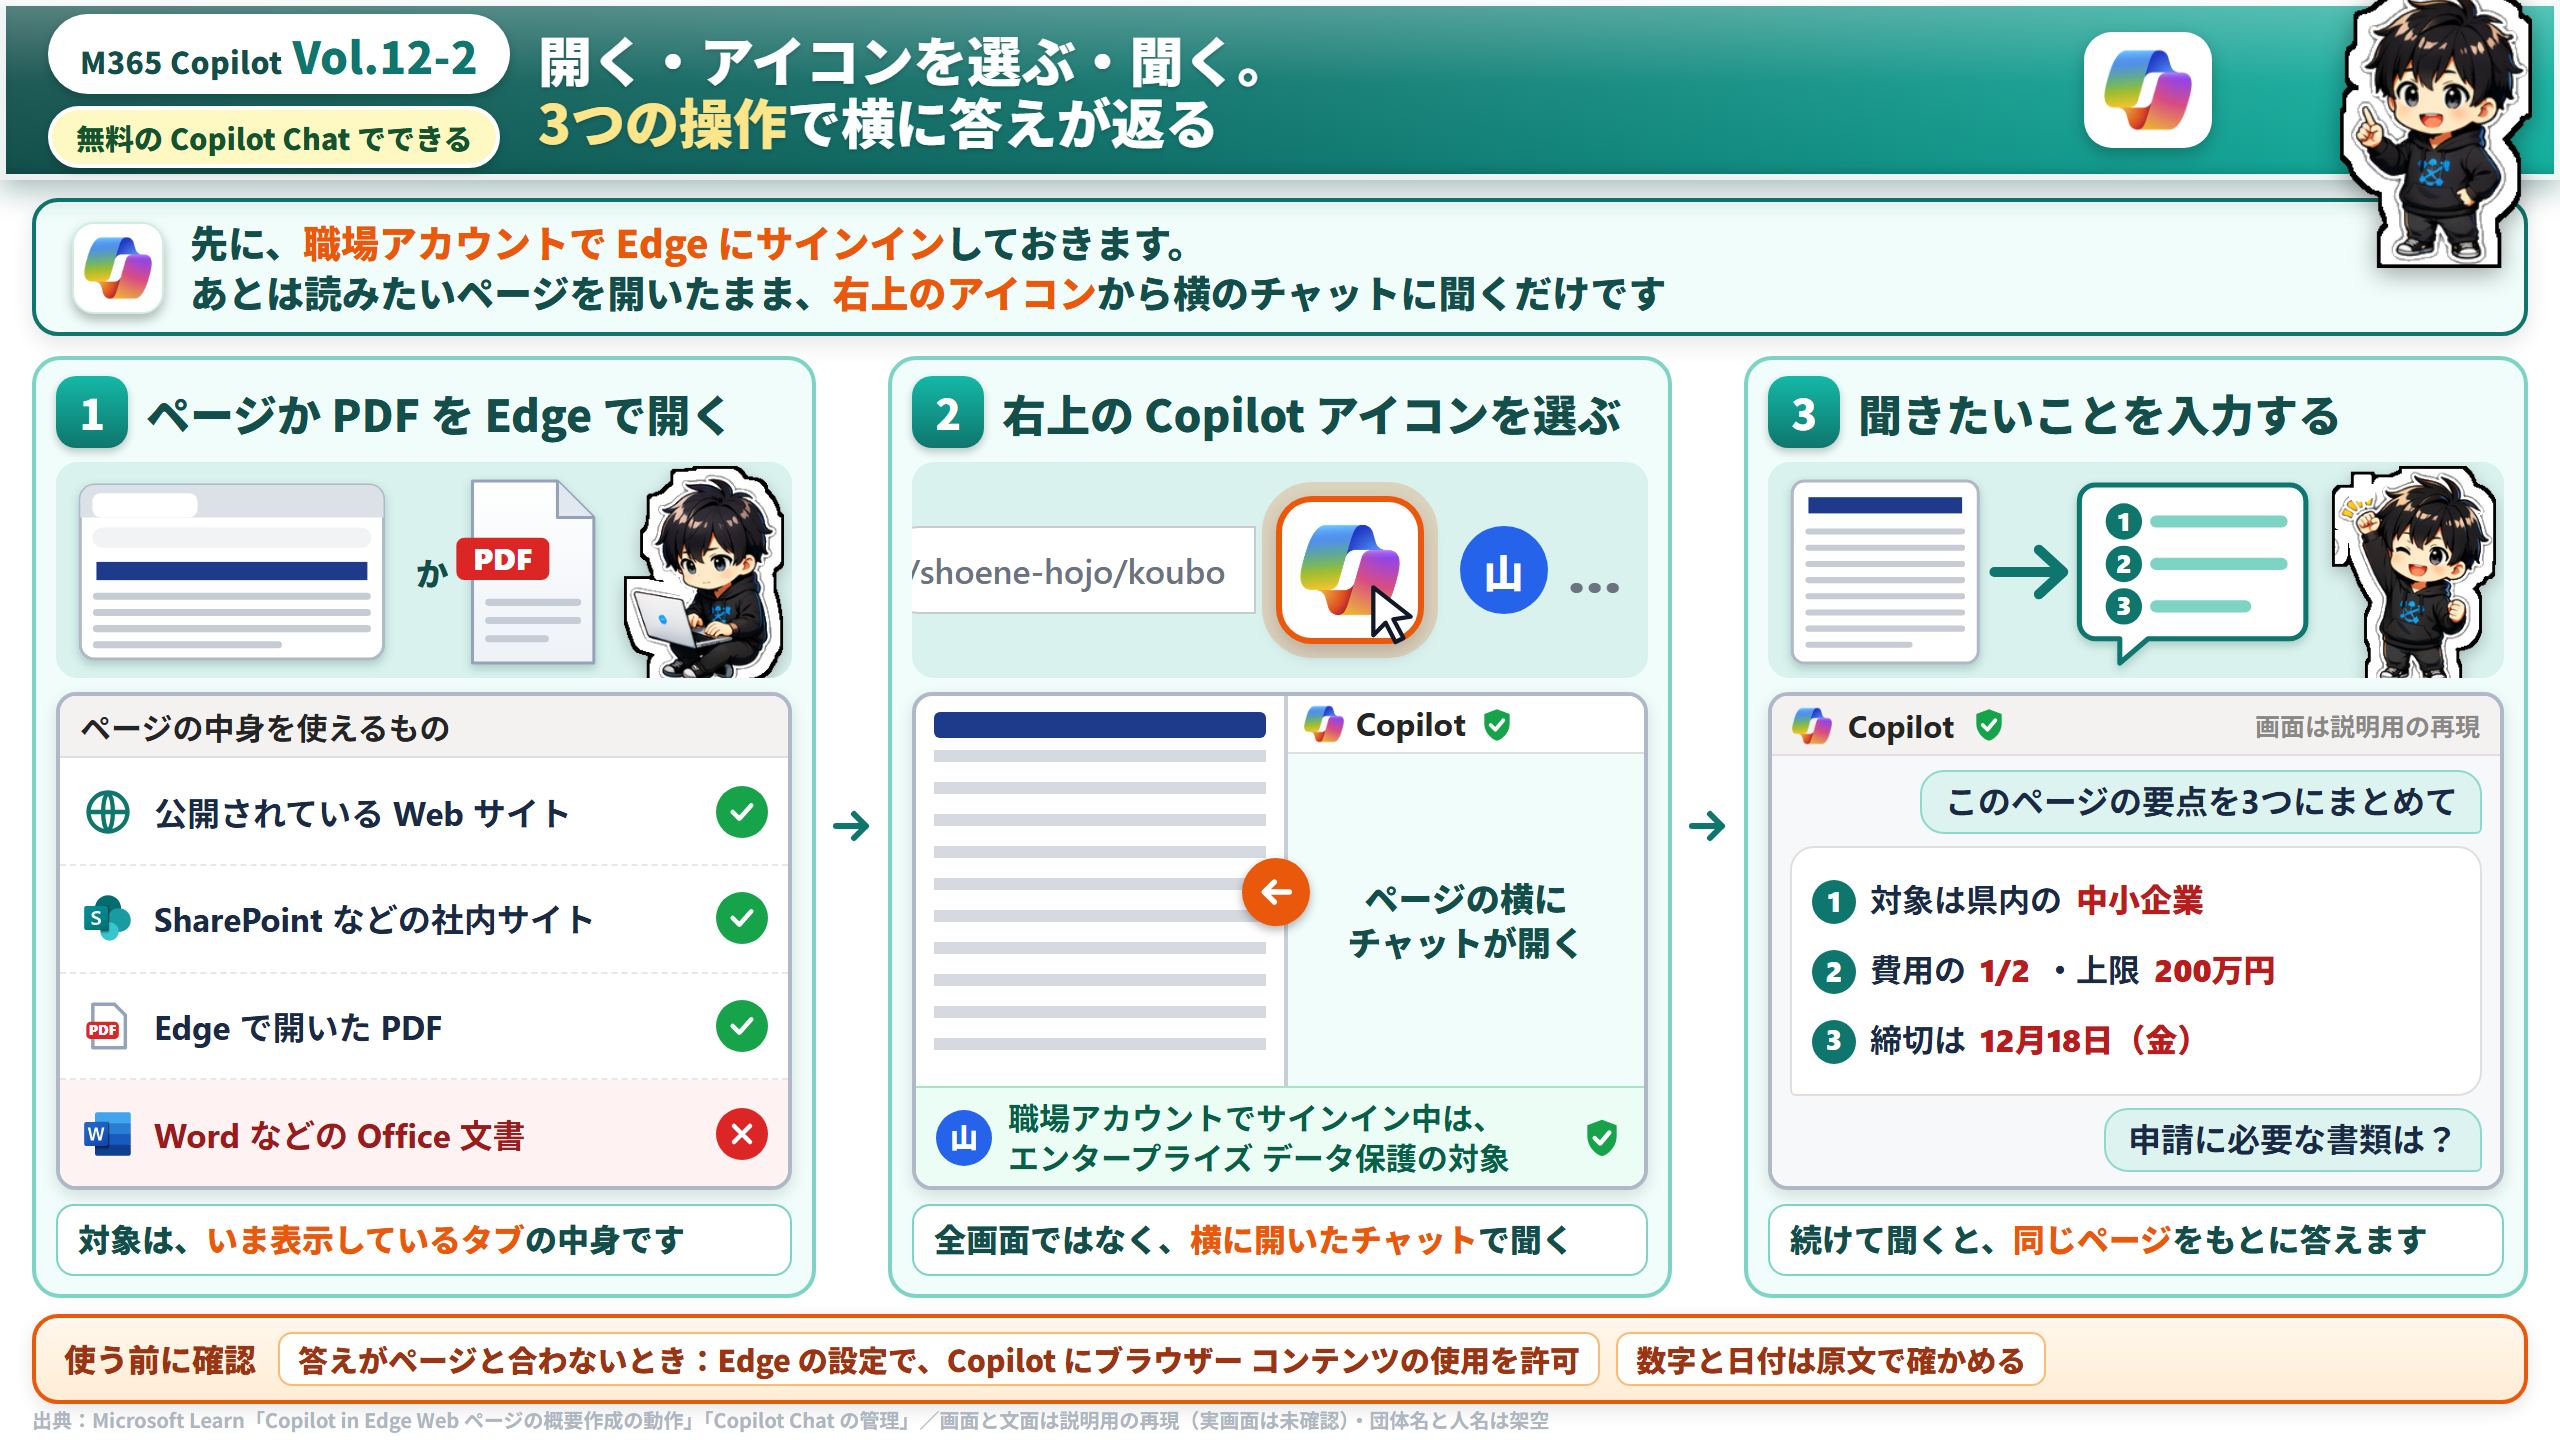 M365 Copilot Vol.12-2
無料の Copilot Chat でできる
開く・アイコンを選ぶ・聞く。
3つの操作で横に答えが返る
先に、職場アカウントで Edge にサインインしておきます。
あとは読みたいページを開いたまま、右上のアイコンから横のチャットに聞くだけです
1 ページか PDF を Edge で開く
か
PDF
ページの中身を使えるもの
公開されている Web サイト
S SharePoint などの社内サイト
PDF Edge で開いた PDF
W Word などの Office 文書
対象は、いま表示しているタブの中身です
2 右上の Copilot アイコンを選ぶ
/shoene-hojo/koubo
山
...
Copilot
ページの横に
チャットが開く
山
職場アカウントでサインイン中は、
エンタープライズ データ保護の対象
全画面ではなく、横に開いたチャットで聞く
3 聞きたいことを入力する
1
2
3
Copilot 画面は説明用の再現
このページの要点を3つにまとめて
1 対象は県内の 中小企業
2 費用の 1/2 ・上限 200万円
3 締切は 12月18日（金）
申請に必要な書類は？
続けて聞くと、同じページをもとに答えます
使う前に確認 答えがページと合わないとき：Edge の設定で、Copilot にブラウザー コンテンツの使用を許可 数字と日付は原文で確かめる
出典：Microsoft Learn「Copilot in Edge Web ページの概要作成の動作」「Copilot Chat の管理」／画面と文面は説明用の再現（実画面は未確認）・団体名と人名は架空